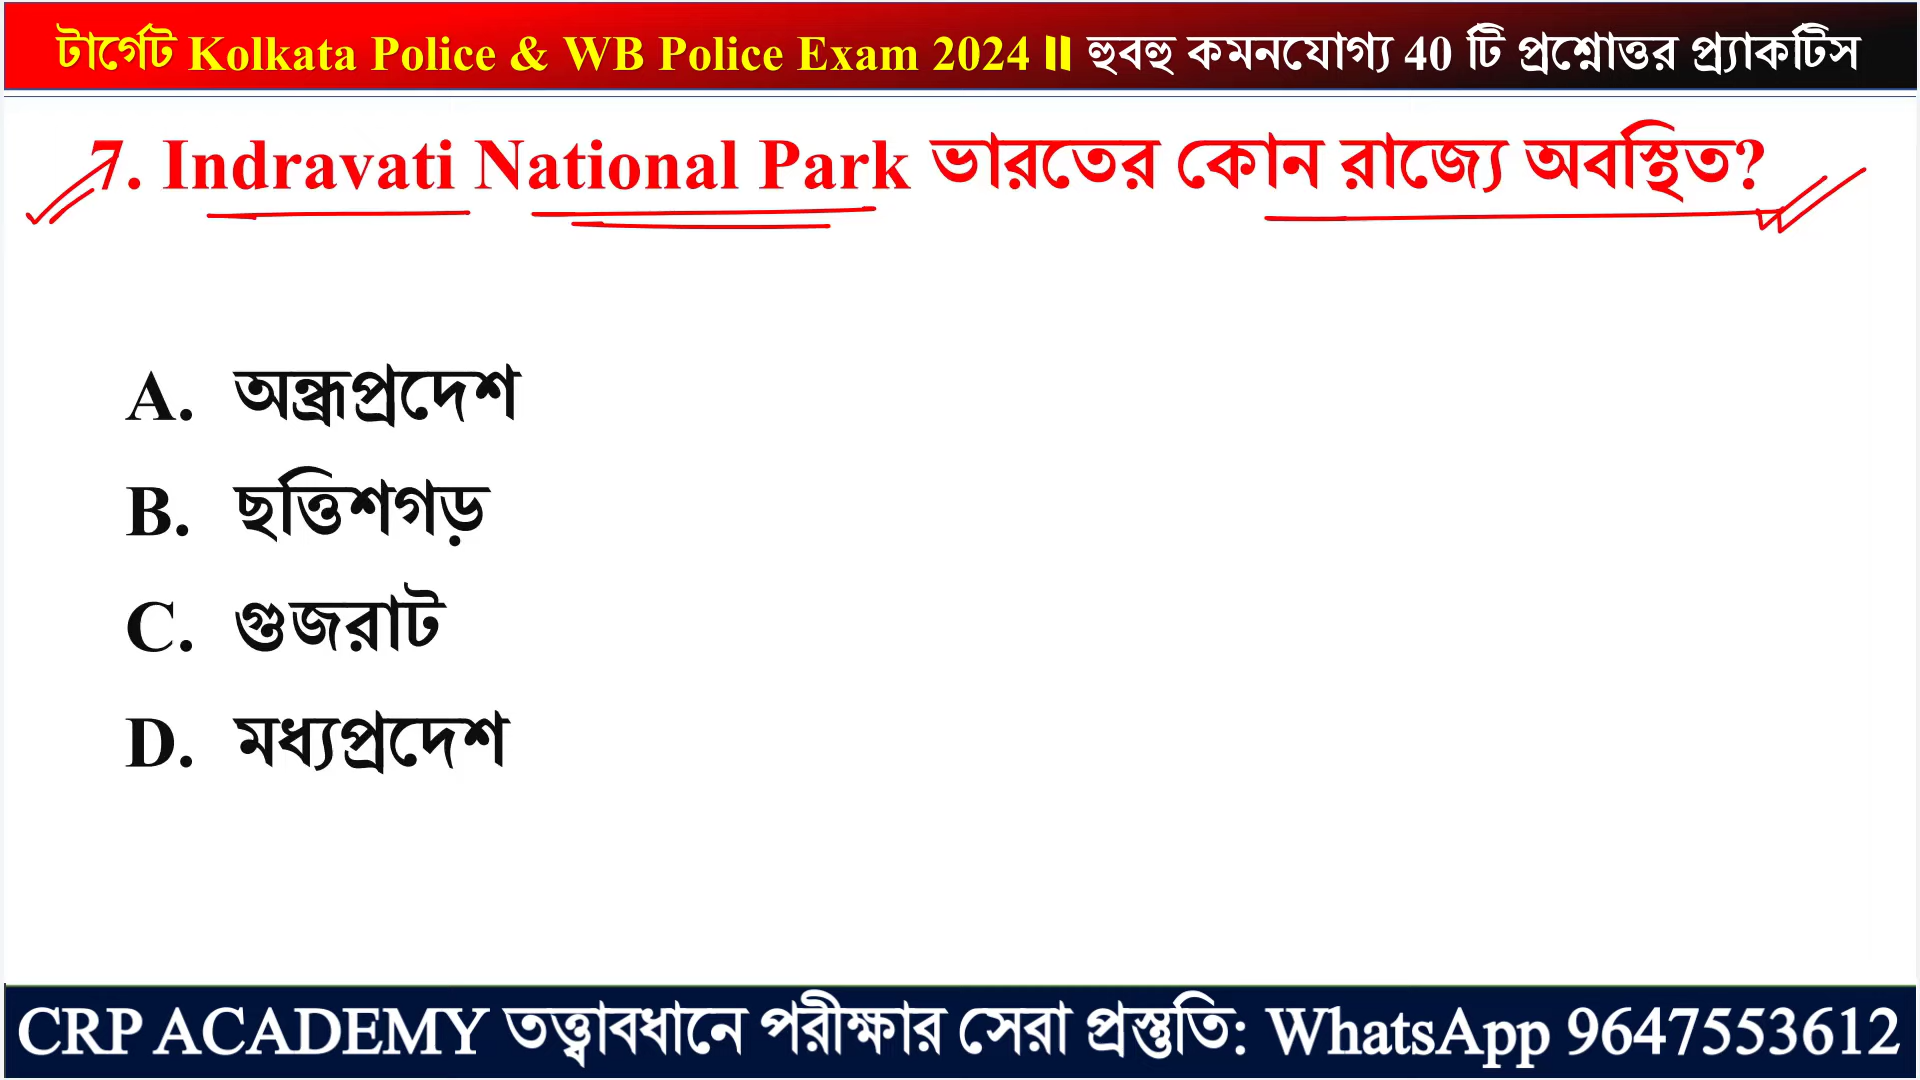 টার্গেট Kolkata Police & WB Police Exam 2024 ॥ হুবহু কমনযোগ্য 40 টি প্রশ্নোত্তর প্র্যাকটিস
7. Indravati National Park ভারতের কোন রাজ্যে অবস্থিত?
A. অন্ধ্রপ্রদেশ
B. ছত্তিশগড়
C. গুজরাট
D. মধ্যপ্রদেশ
CRP ACADEMY তত্ত্বাবধানে পরীক্ষার সেরা প্রস্তুতি: WhatsApp 9647553612